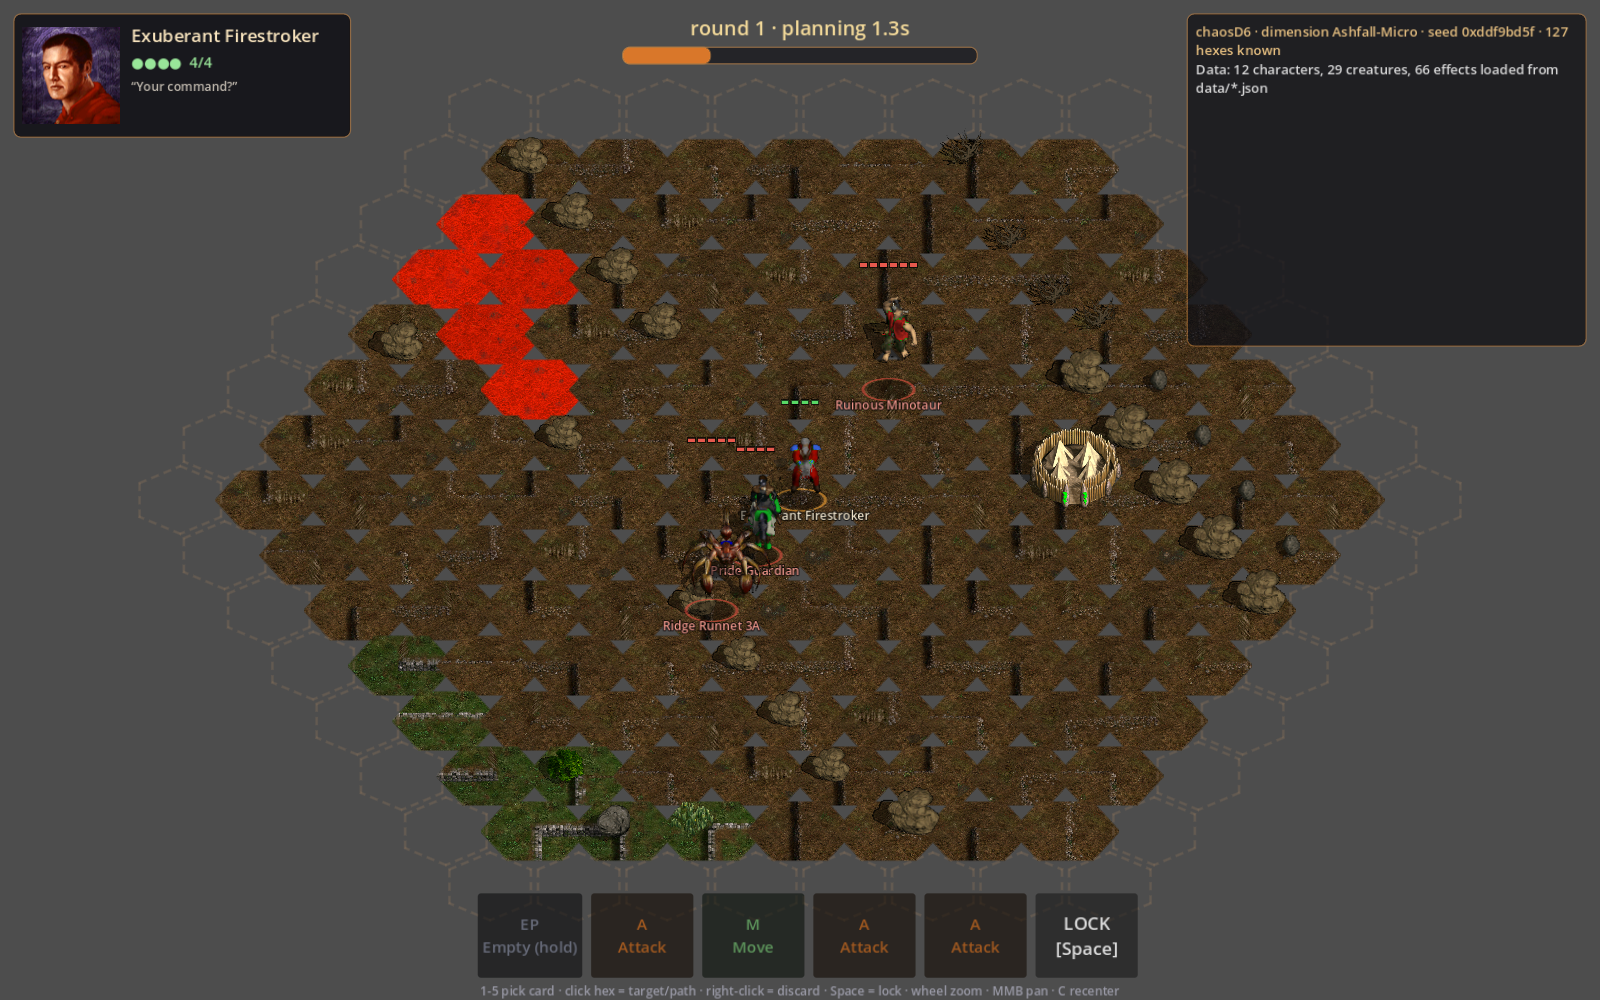 Exuberant Firestroker
4/4
“Your command?”
round 1 · planning 1.3s
chaosD6 · dimension Ashfall-Micro · seed 0xddf9bd5f · 127
hexes known
Data: 12 characters, 29 creatures, 66 effects loaded from
data/*.json
Ruinous Minotaur
E ant Firestroker
Pride Guardian
Ridge Runnet 3A
EP
Empty (hold)
A
Attack
M
Move
A
Attack
A
Attack
LOCK
[Space]
1-5 pick card · click hex = target/path · right-click = discard · Space = lock · wheel zoom · MMB pan · C recenter